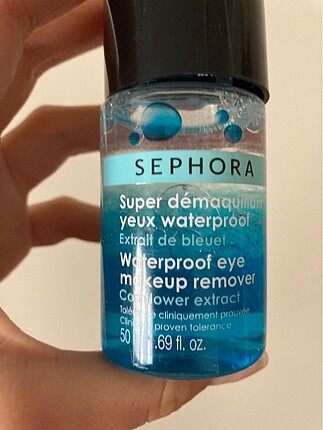 SEPHORA
Super démaquillant
yeux waterproof
Extrait de bleuet
Waterproof eye
makeup remover
Cornflower extract
cliniquement prouvée
proven tolerance
50 .69 fl. oz.